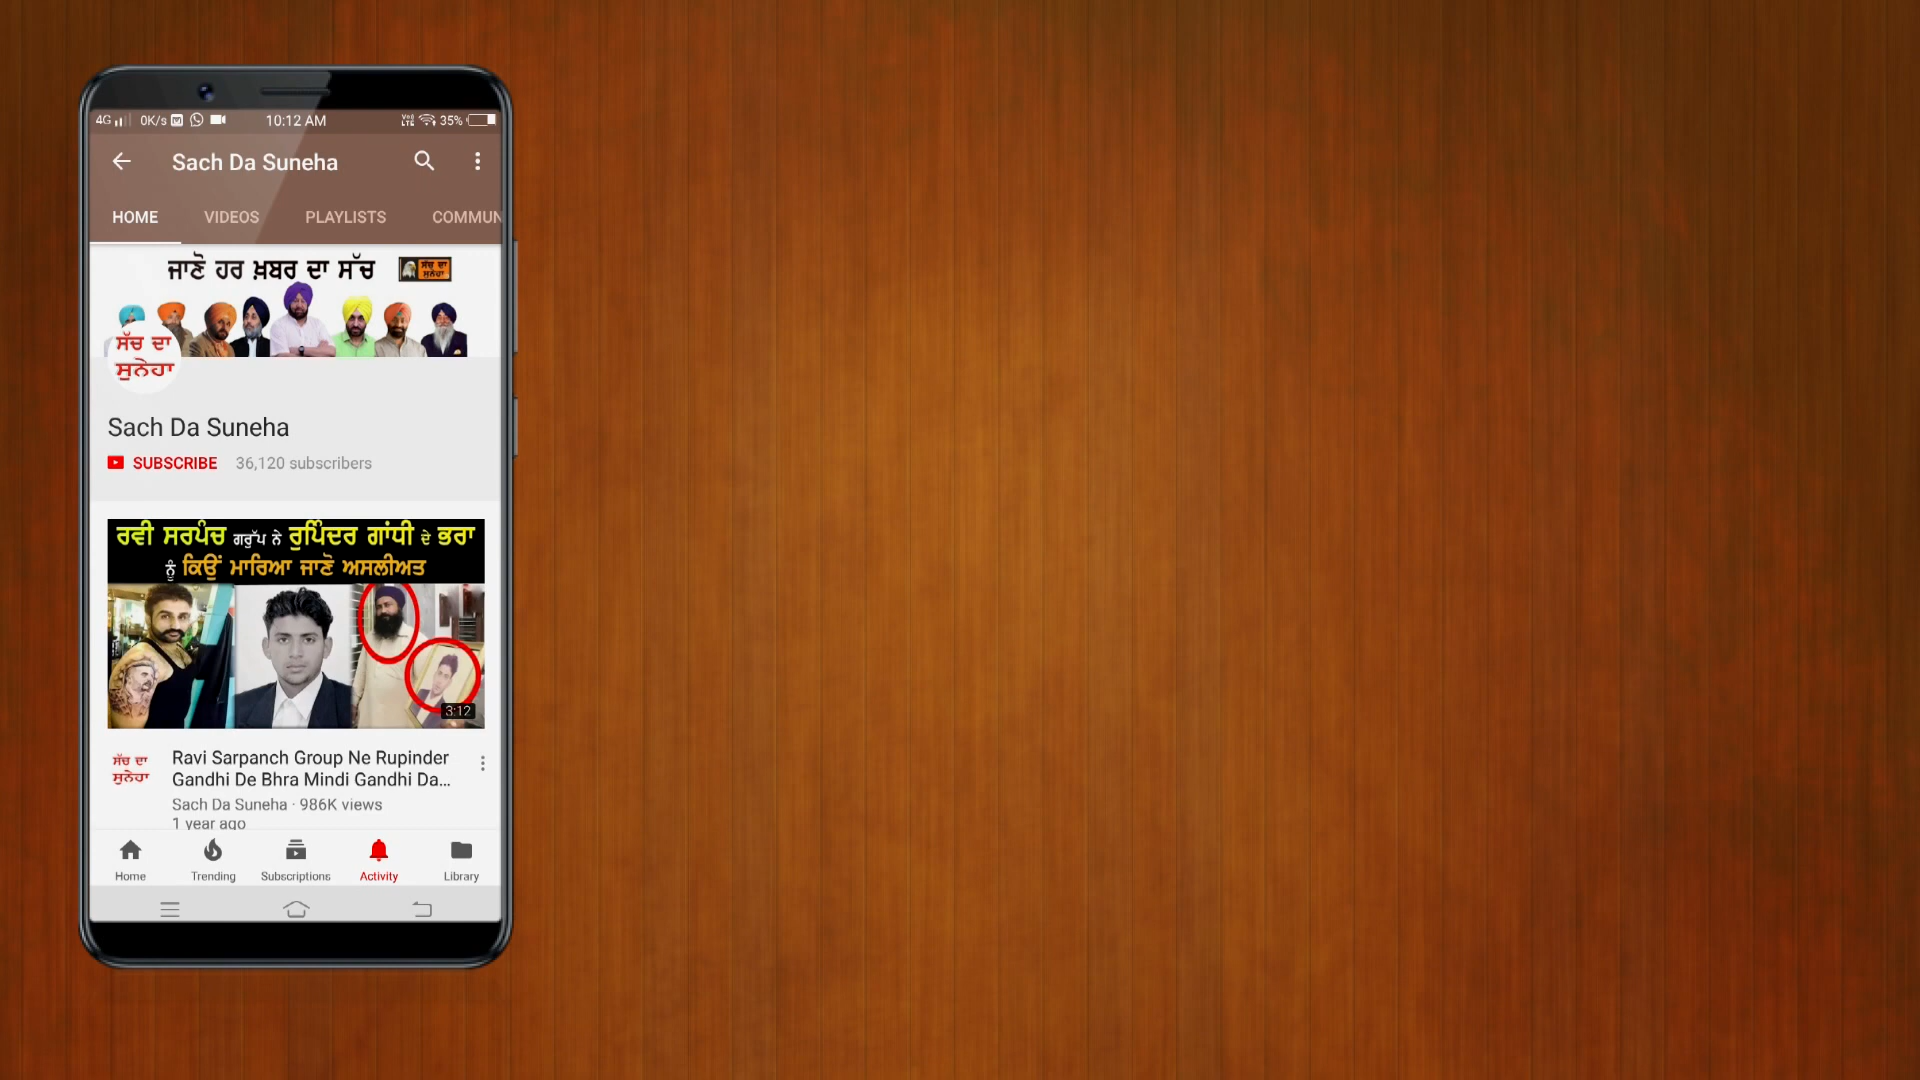 4G 0K/s 10:12 AM VoO LTE 35%
Sach Da Suneha
HOME VIDEOS PLAYLISTS COMMUN
ਜਾਣੋ ਹਰ ਖ਼ਬਰ ਦਾ ਸੱਚ
ਸੱਚ ਦਾ
ਸੁਨੇਹਾ
ਸੱਚ ਦਾ
ਸੁਨੇਹਾ
Sach Da Suneha
SUBSCRIBE 36,120 subscribers
ਰਵੀ ਸਰਪੰਚ ਗਰੁੱਪ ਨੇ ਰੁਪਿੰਦਰ ਗਾਂਧੀ ਦੇ ਭਰਾ
ਨੂੰ ਕਿਉਂ ਮਾਰਿਆ ਜਾਣੋ ਅਸਲੀਅਤ
3:12
ਸੱਚ ਦਾ
ਸੁਨੇਹਾ
Ravi Sarpanch Group Ne Rupinder
Gandhi De Bhra Mindi Gandhi Da...
Sach Da Suneha · 986K views
1 year ago
Home Trending Subscriptions Activity Library